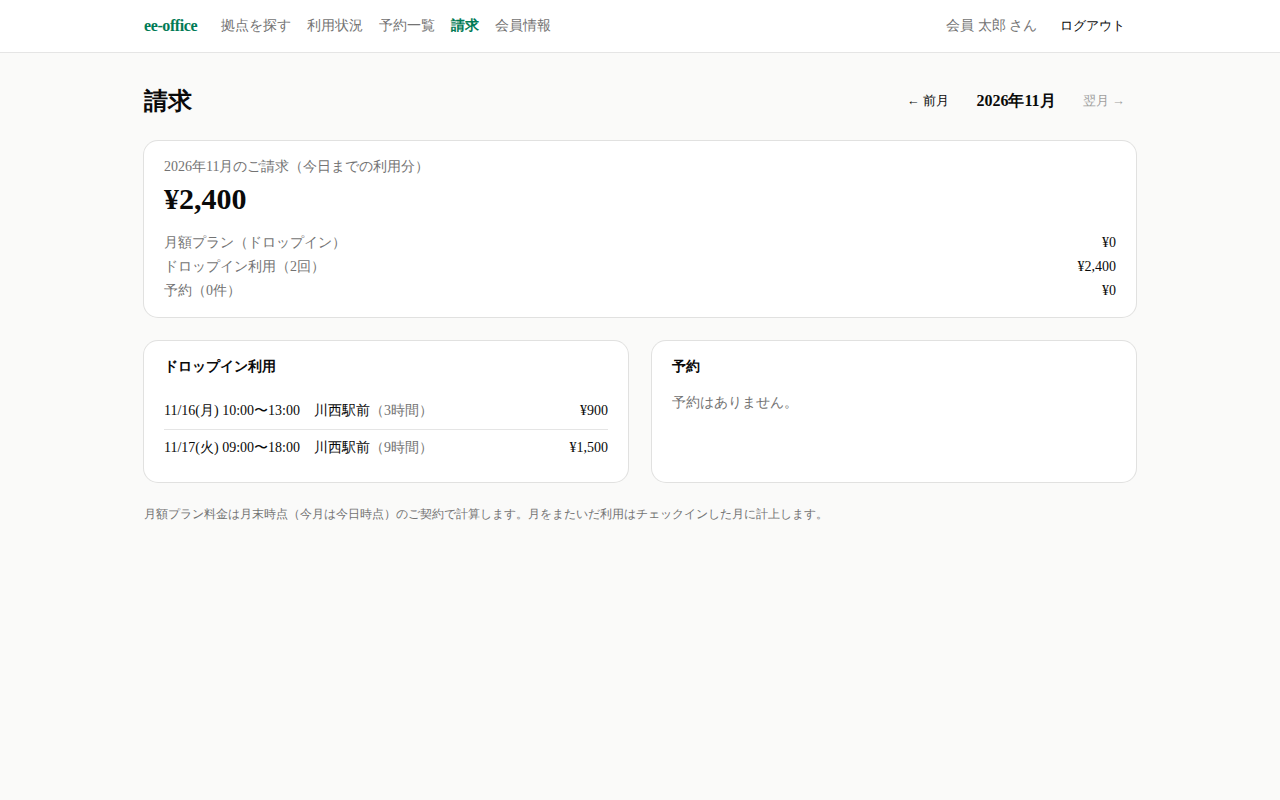 ee-office 拠点を探す 利用状況 予約一覧 請求 会員情報 会員 太郎 さん ログアウト
請求 ← 前月 2026年11月 翌月 →
2026年11月のご請求（今日までの利用分）
¥2,400
月額プラン（ドロップイン） ¥0
ドロップイン利用（2回） ¥2,400
予約（0件） ¥0
ドロップイン利用
11/16(月) 10:00〜13:00 川西駅前（3時間） ¥900
11/17(火) 09:00〜18:00 川西駅前（9時間） ¥1,500
予約
予約はありません。
月額プラン料金は月末時点（今月は今日時点）のご契約で計算します。月をまたいだ利用はチェックインした月に計上します。